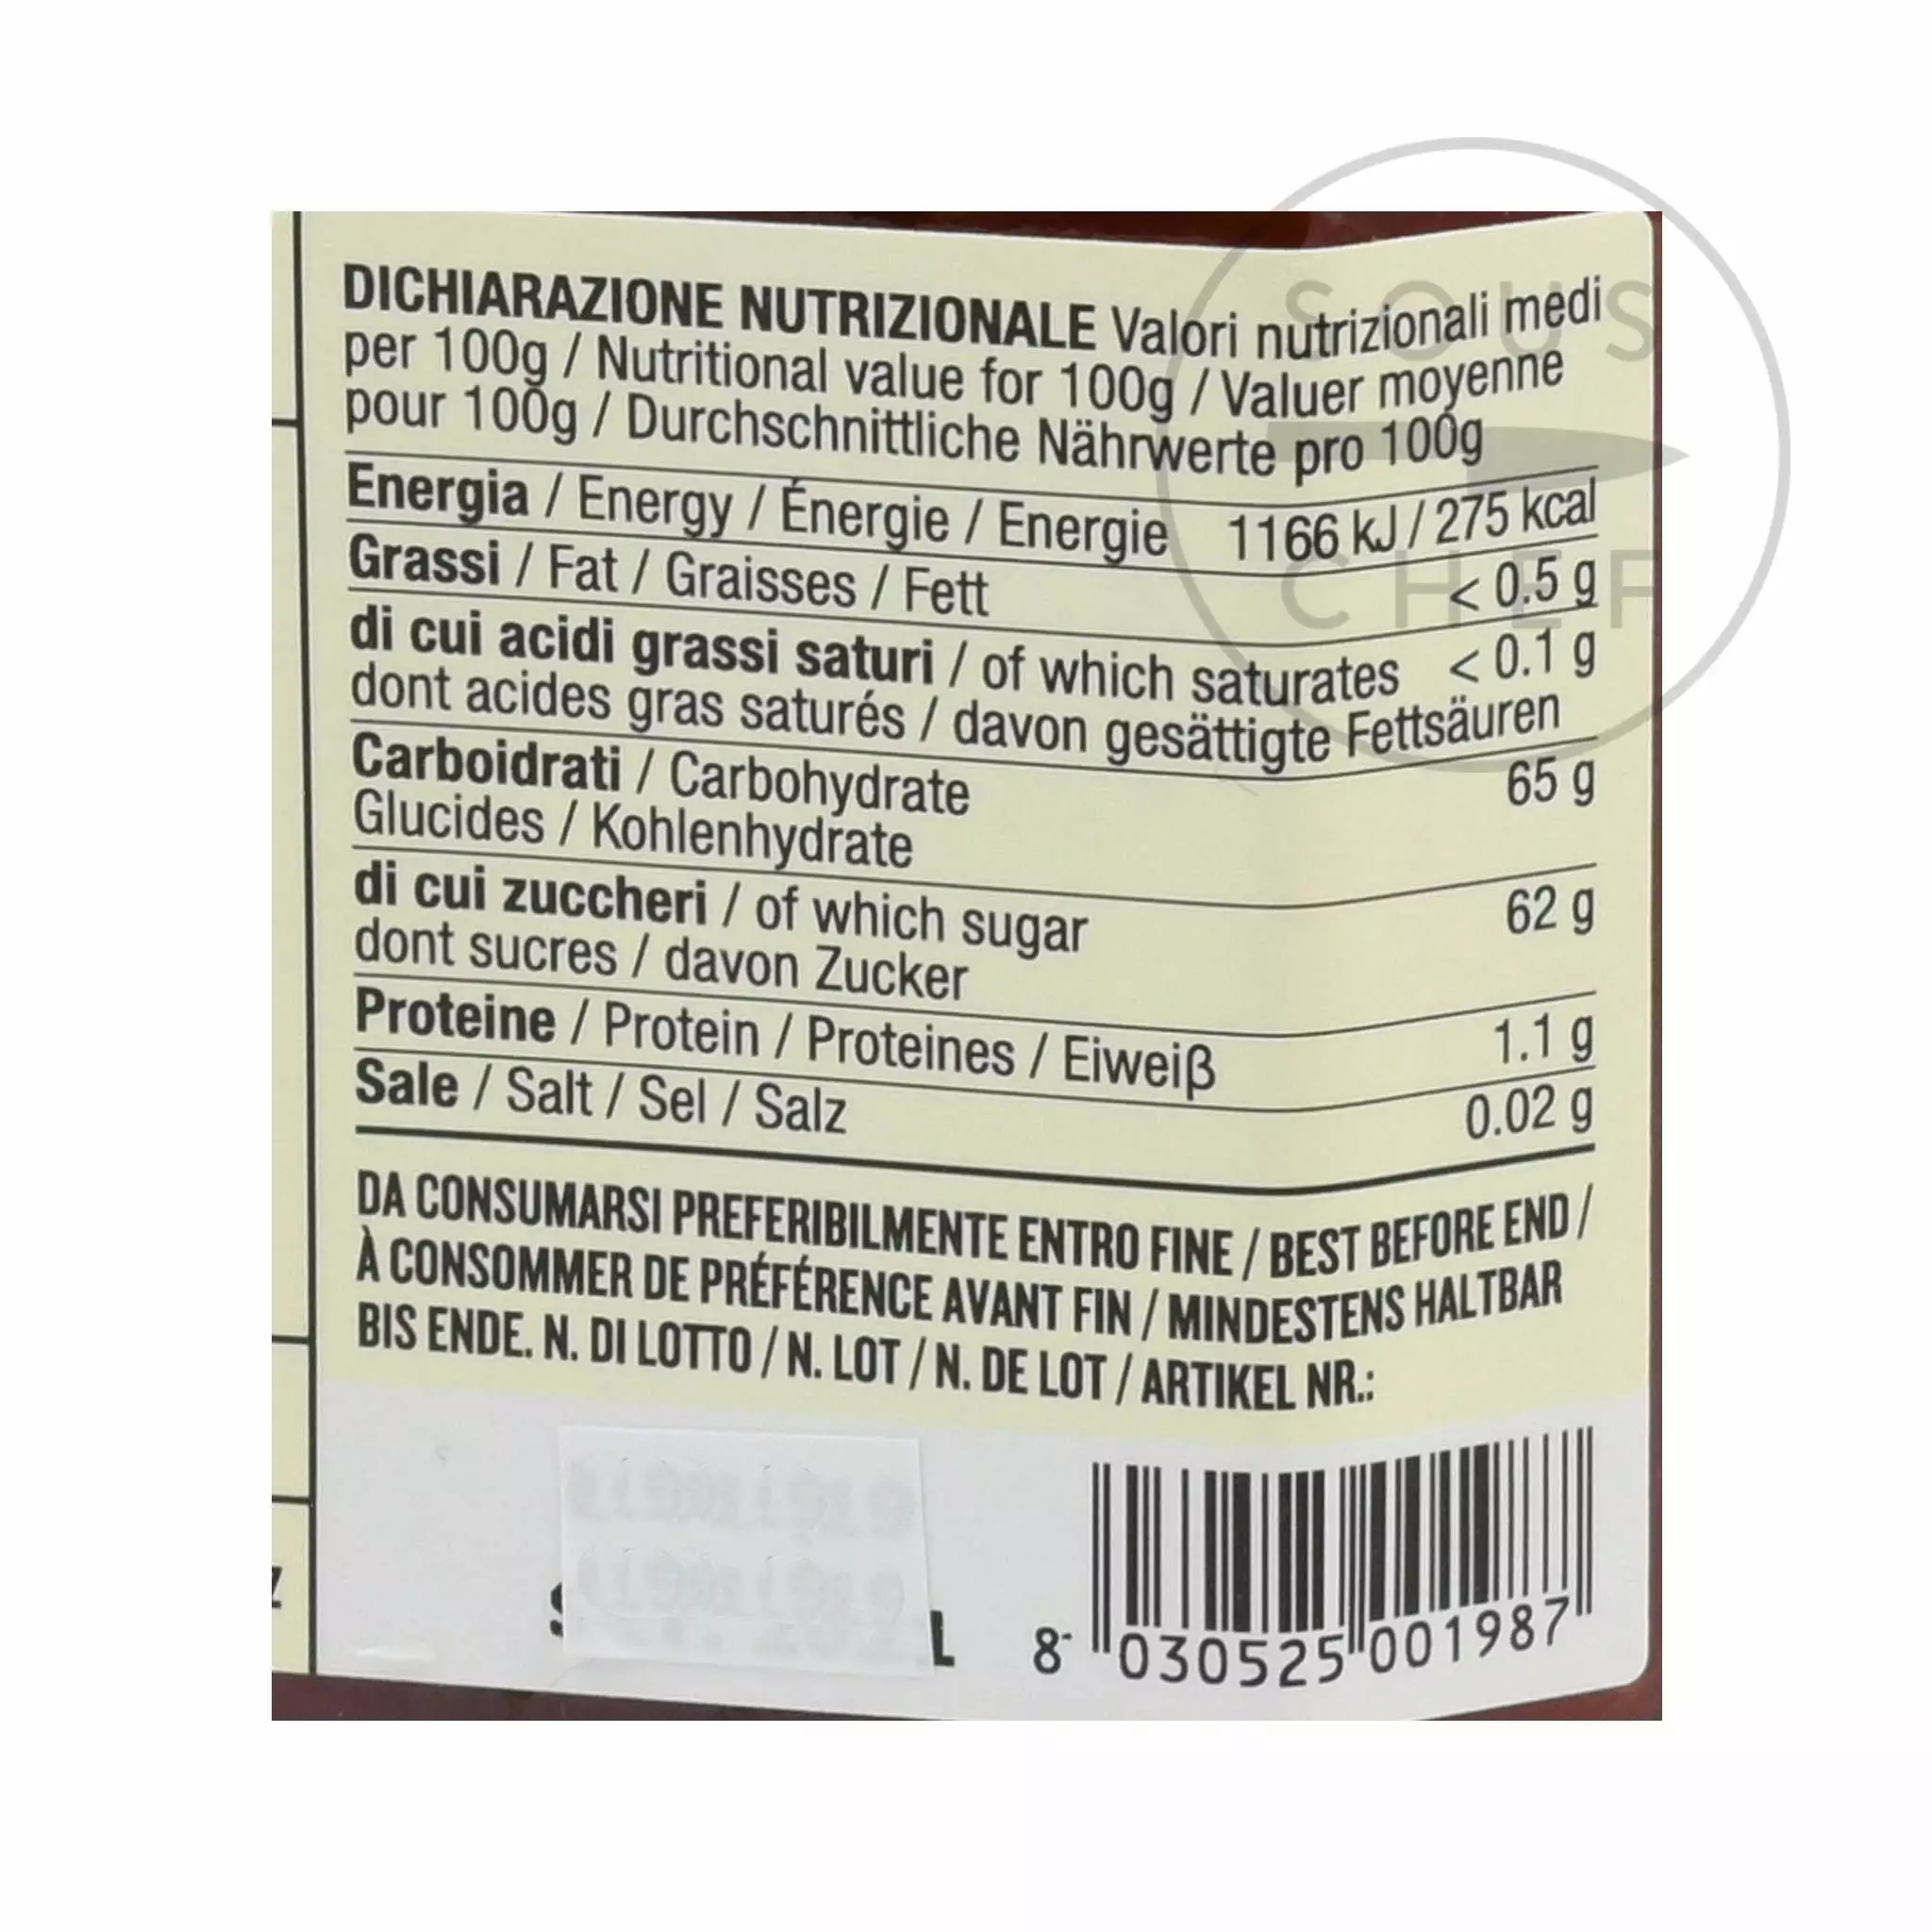 SOUS
CHEF
DICHIARAZIONE NUTRIZIONALE Valori nutrizionali medi
per 100g / Nutritional value for 100g / Valuer moyenne
pour 100g / Durchschnittliche Nährwerte pro 100g
Energia / Energy / Énergie / Energie 1166 kJ / 275 kcal
Grassi / Fat / Graisses / Fett < 0.5 g
di cui acidi grassi saturi / of which saturates < 0.1 g
dont acides gras saturés / davon gesättigte Fettsäuren
Carboidrati / Carbohydrate 65 g
Glucides / Kohlenhydrate
di cui zuccheri / of which sugar 62 g
dont sucres / davon Zucker
Proteine / Protein / Proteines / Eiweiß 1.1 g
Sale / Salt / Sel / Salz 0.02 g
DA CONSUMARSI PREFERIBILMENTE ENTRO FINE / BEST BEFORE END /
À CONSOMMER DE PRÉFÉRENCE AVANT FIN / MINDESTENS HALTBAR
BIS ENDE. N. DI LOTTO / N. LOT / N. DE LOT / ARTIKEL NR.:
8 030525 001987